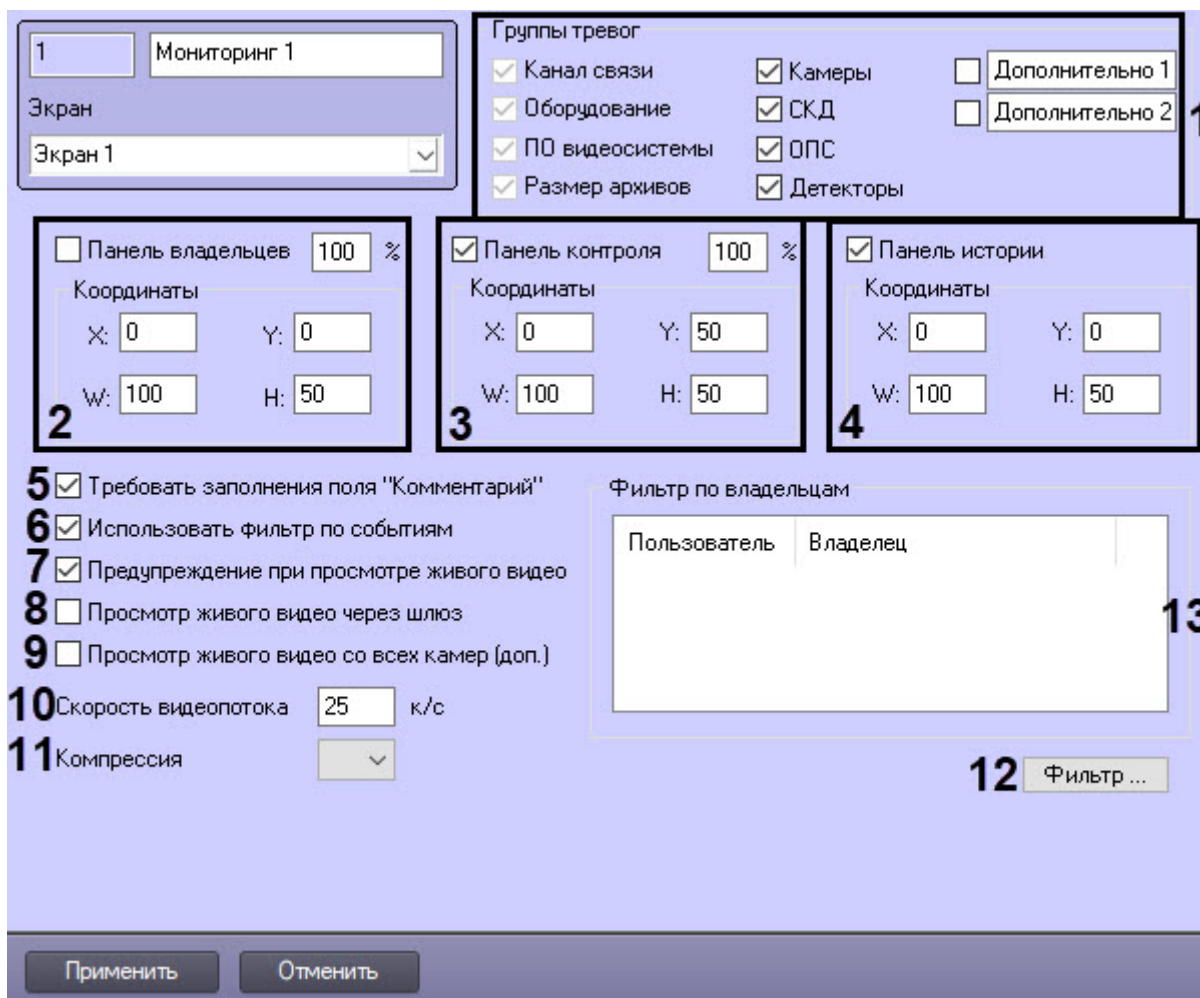 1 Мониторинг 1
Экран
Экран 1
Группы тревог
Канал связи Камеры Дополнительно 1
Оборудование СКД Дополнительно 2
ПО видеосистемы ОПС
Размер архивов Детекторы
1
Панель владельцев 100 %
Координаты
X: 0 Y: 0
W: 100 H: 50
2
Панель контроля 100 %
Координаты
X: 0 Y: 50
W: 100 H: 50
3
Панель истории
Координаты
X: 0 Y: 0
W: 100 H: 50
4
5 Требовать заполнения поля "Комментарий"
6 Использовать фильтр по событиям
7 Предупреждение при просмотре живого видео
8 Просмотр живого видео через шлюз
9 Просмотр живого видео со всех камер (доп.)
10 Скорость видеопотока 25 к/с
11 Компрессия
Фильтр по владельцам
Пользователь Владелец
13
12 Фильтр ...
Применить Отменить